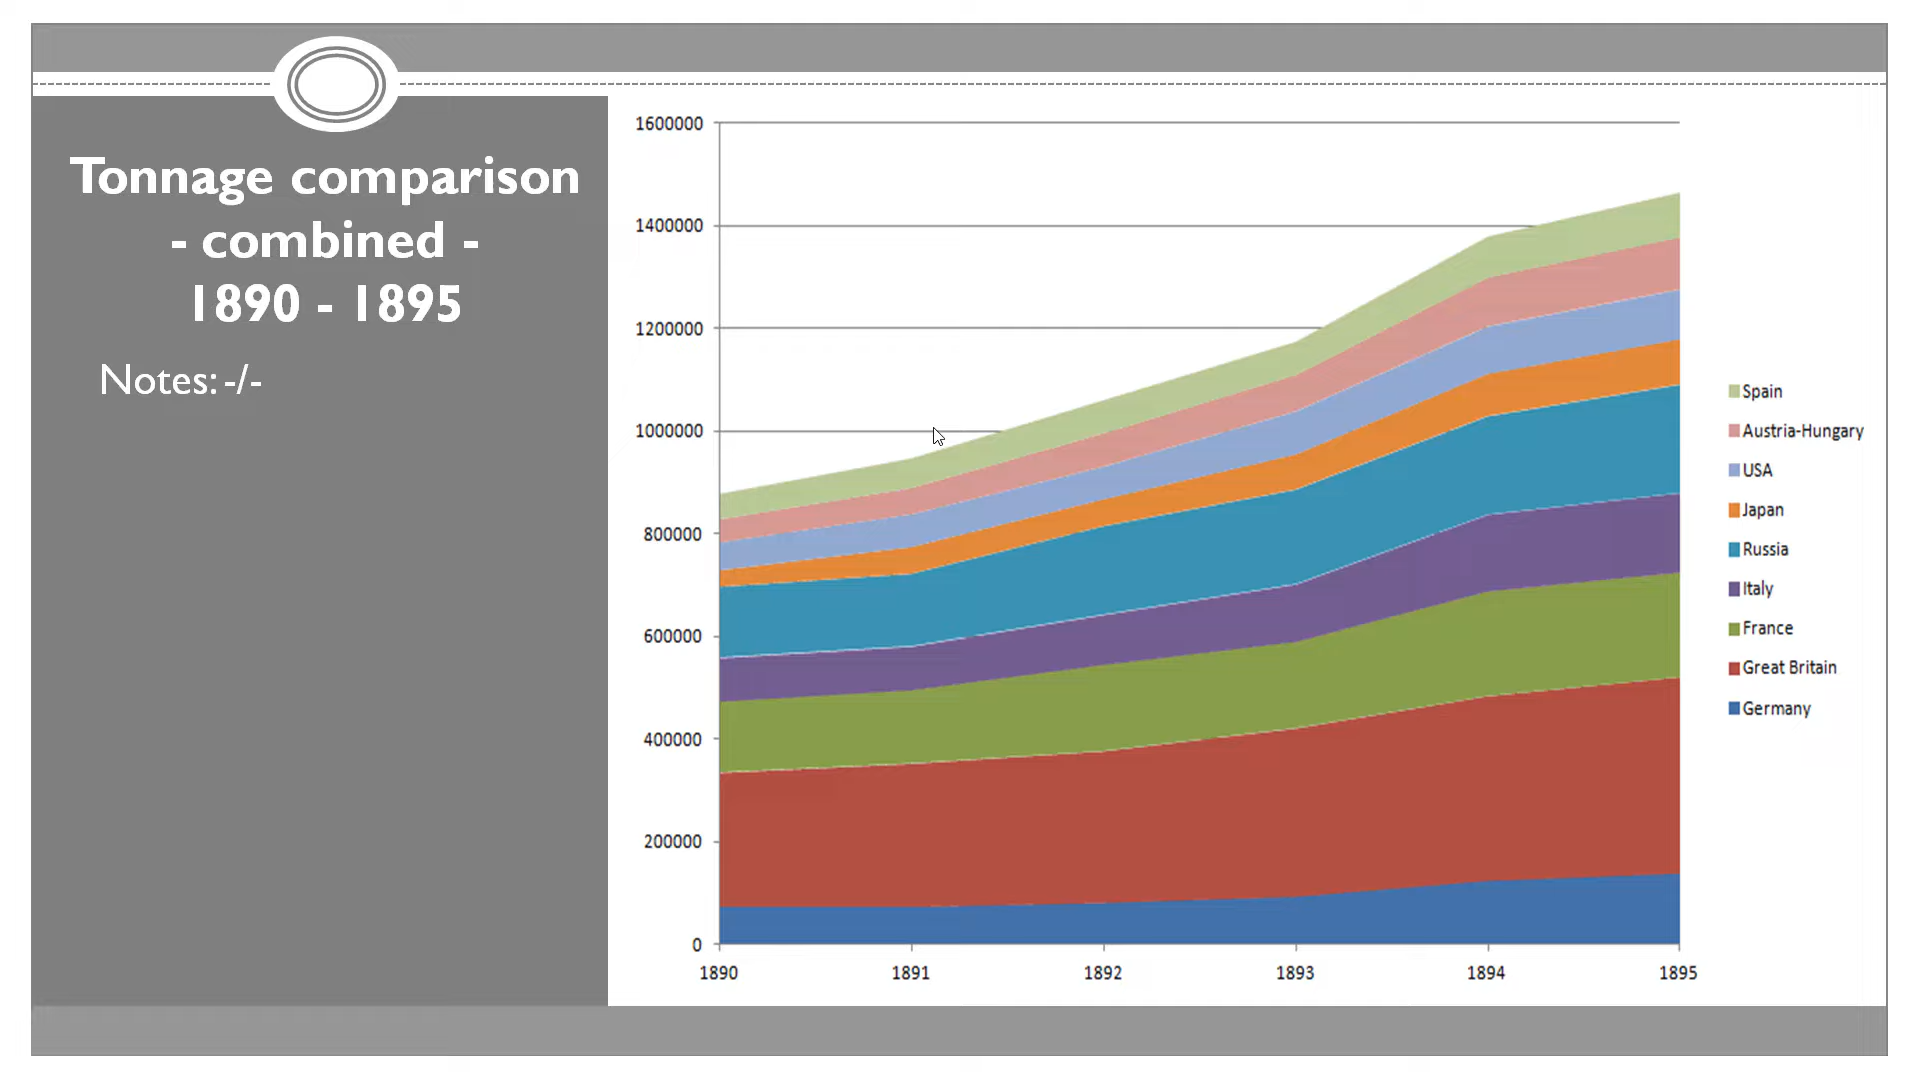 Tonnage comparison
- combined -
1890 - 1895
Notes: -/-
1600000
1400000
1200000
1000000
800000
600000
400000
200000
0
1890 1891 1892 1893 1894 1895
Spain
Austria-Hungary
USA
Japan
Russia
Italy
France
Great Britain
Germany